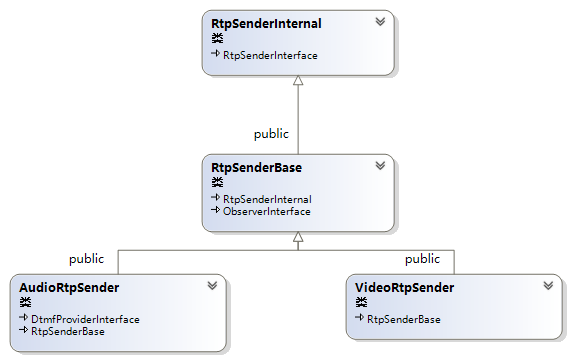 RtpSenderInternal
RtpSenderInterface
public
RtpSenderBase
RtpSenderInternal
ObserverInterface
public
public
AudioRtpSender
DtmfProviderInterface
RtpSenderBase
VideoRtpSender
RtpSenderBase